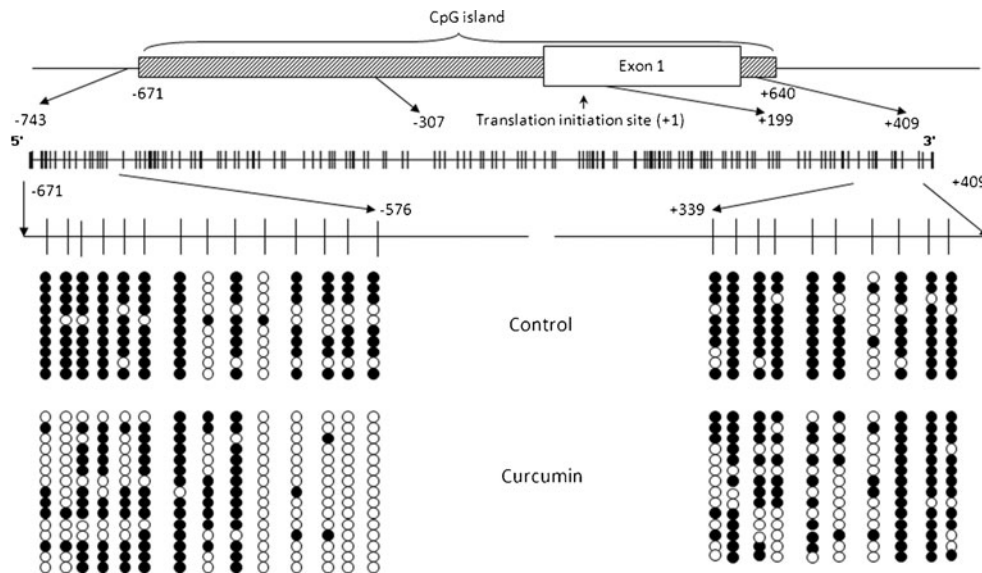 CpG island
Exon 1
-671
+640
-743
-307
Translation initiation site (+1)
+199
+409
5'
3'
-671
-576
+339
+409
Control
Curcumin